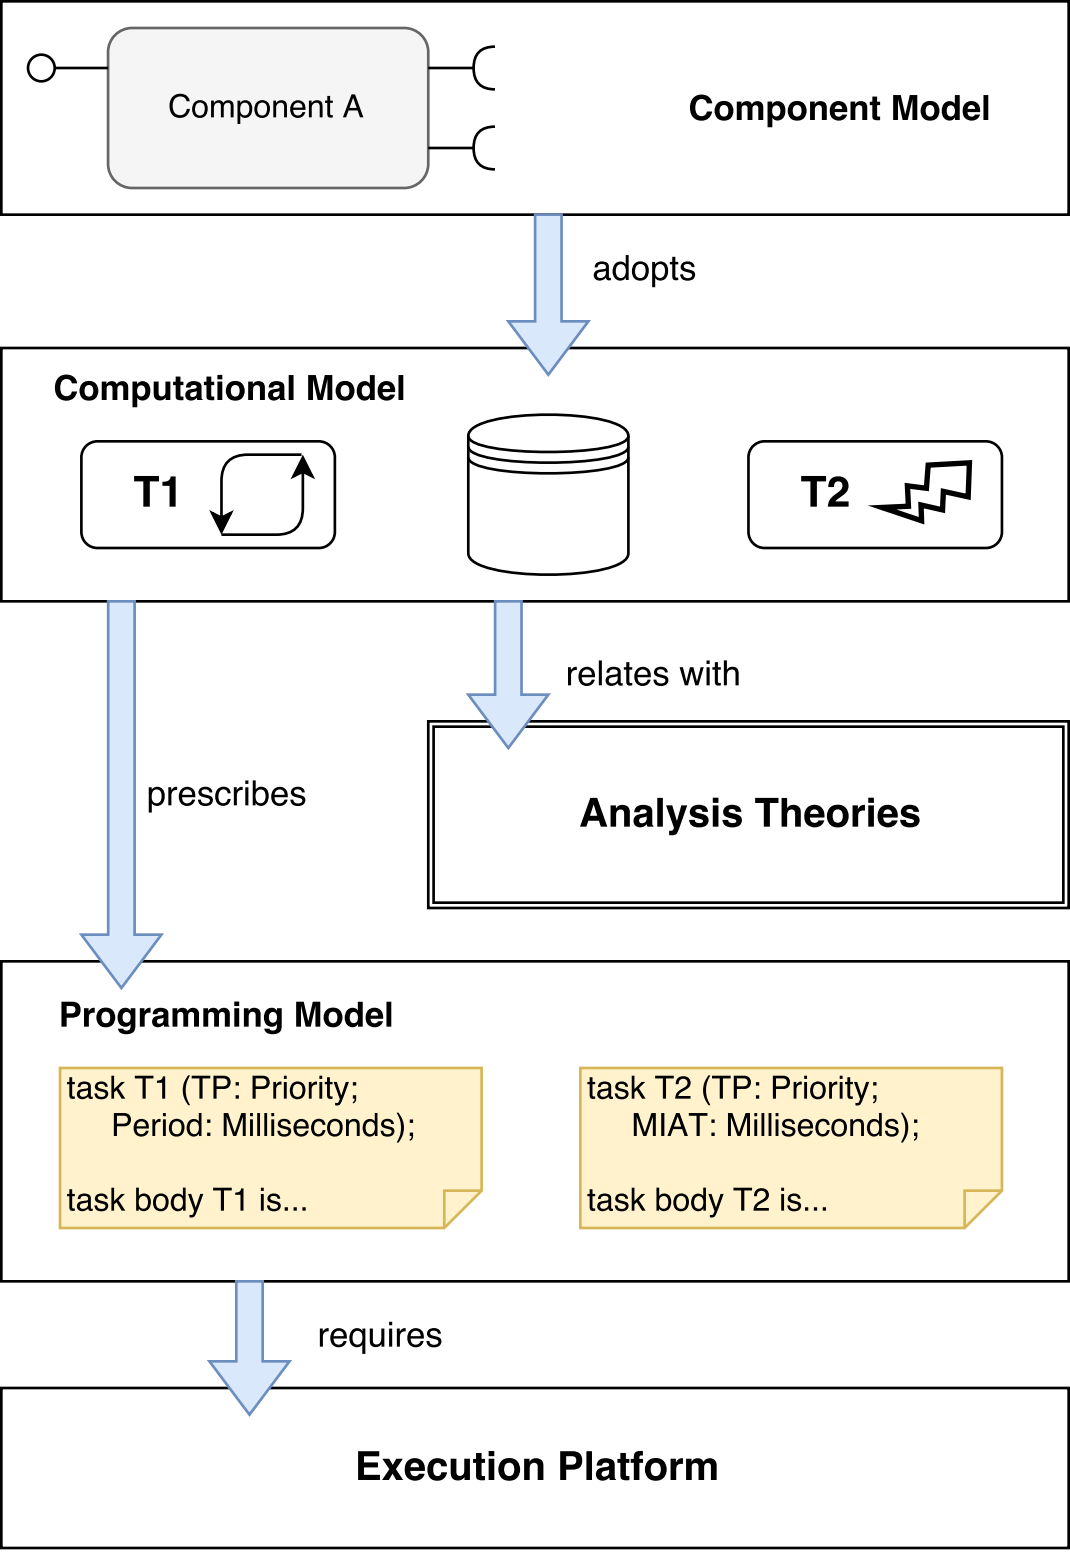 Component A
Component Model
adopts
Computational Model
T1
T2
relates with
prescribes
Analysis Theories
Programming Model
task T1 (TP: Priority;
Period: Milliseconds);
task body T1 is...
task T2 (TP: Priority;
MIAT: Milliseconds);
task body T2 is...
requires
Execution Platform